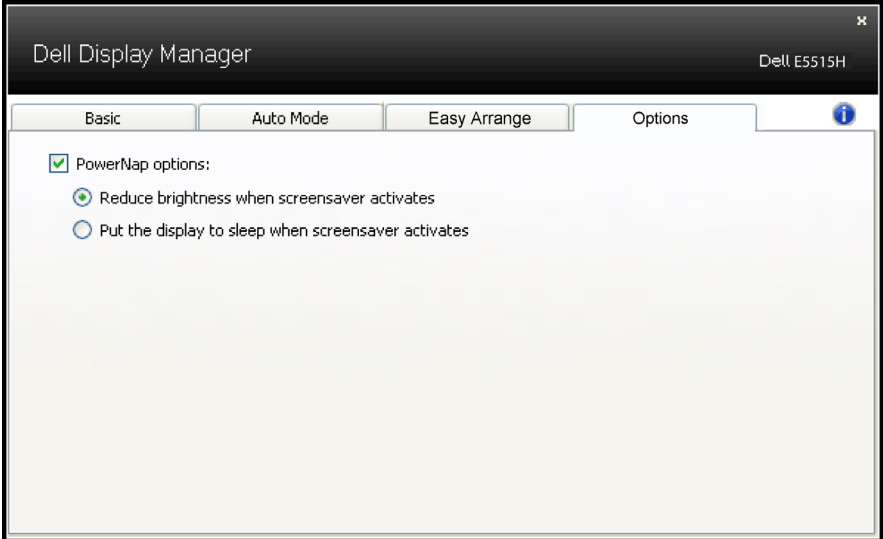 Dell Display Manager
Dell E5515H
Basic
Auto Mode
Easy Arrange
Options
PowerNap options:
Reduce brightness when screensaver activates
Put the display to sleep when screensaver activates